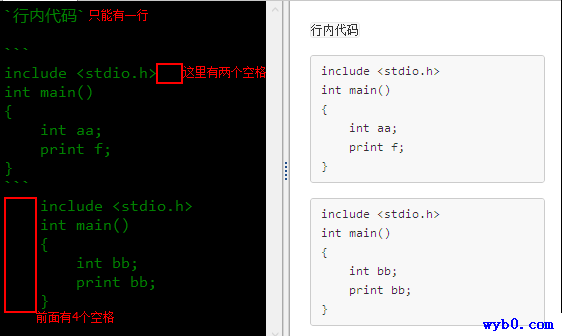 `行内代码` 只能有一行
```
include <stdio.h> 这里有两个空格
int main()
{
    int aa;
    print f;
}
```
    include <stdio.h>
    int main()
    {
        int bb;
        print bb;
    }
前面有4个空格
行内代码
include <stdio.h>
int main()
{
    int aa;
    print f;
}
include <stdio.h>
int main()
{
    int bb;
    print bb;
}
wyb0.com